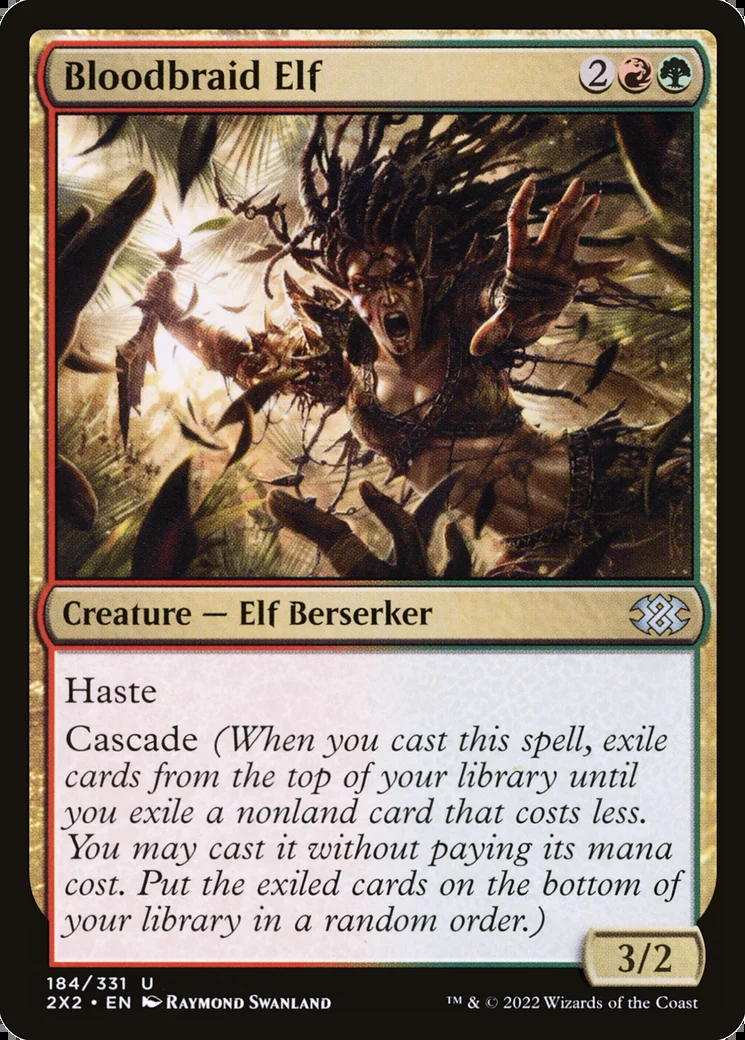 Bloodbraid Elf 2
Creature — Elf Berserker
Haste
Cascade (When you cast this spell, exile
cards from the top of your library until
you exile a nonland card that costs less.
You may cast it without paying its mana
cost. Put the exiled cards on the bottom of
your library in a random order.)
3/2
184/331 U
2X2 • EN RAYMOND SWANLAND ™ & © 2022 Wizards of the Coast